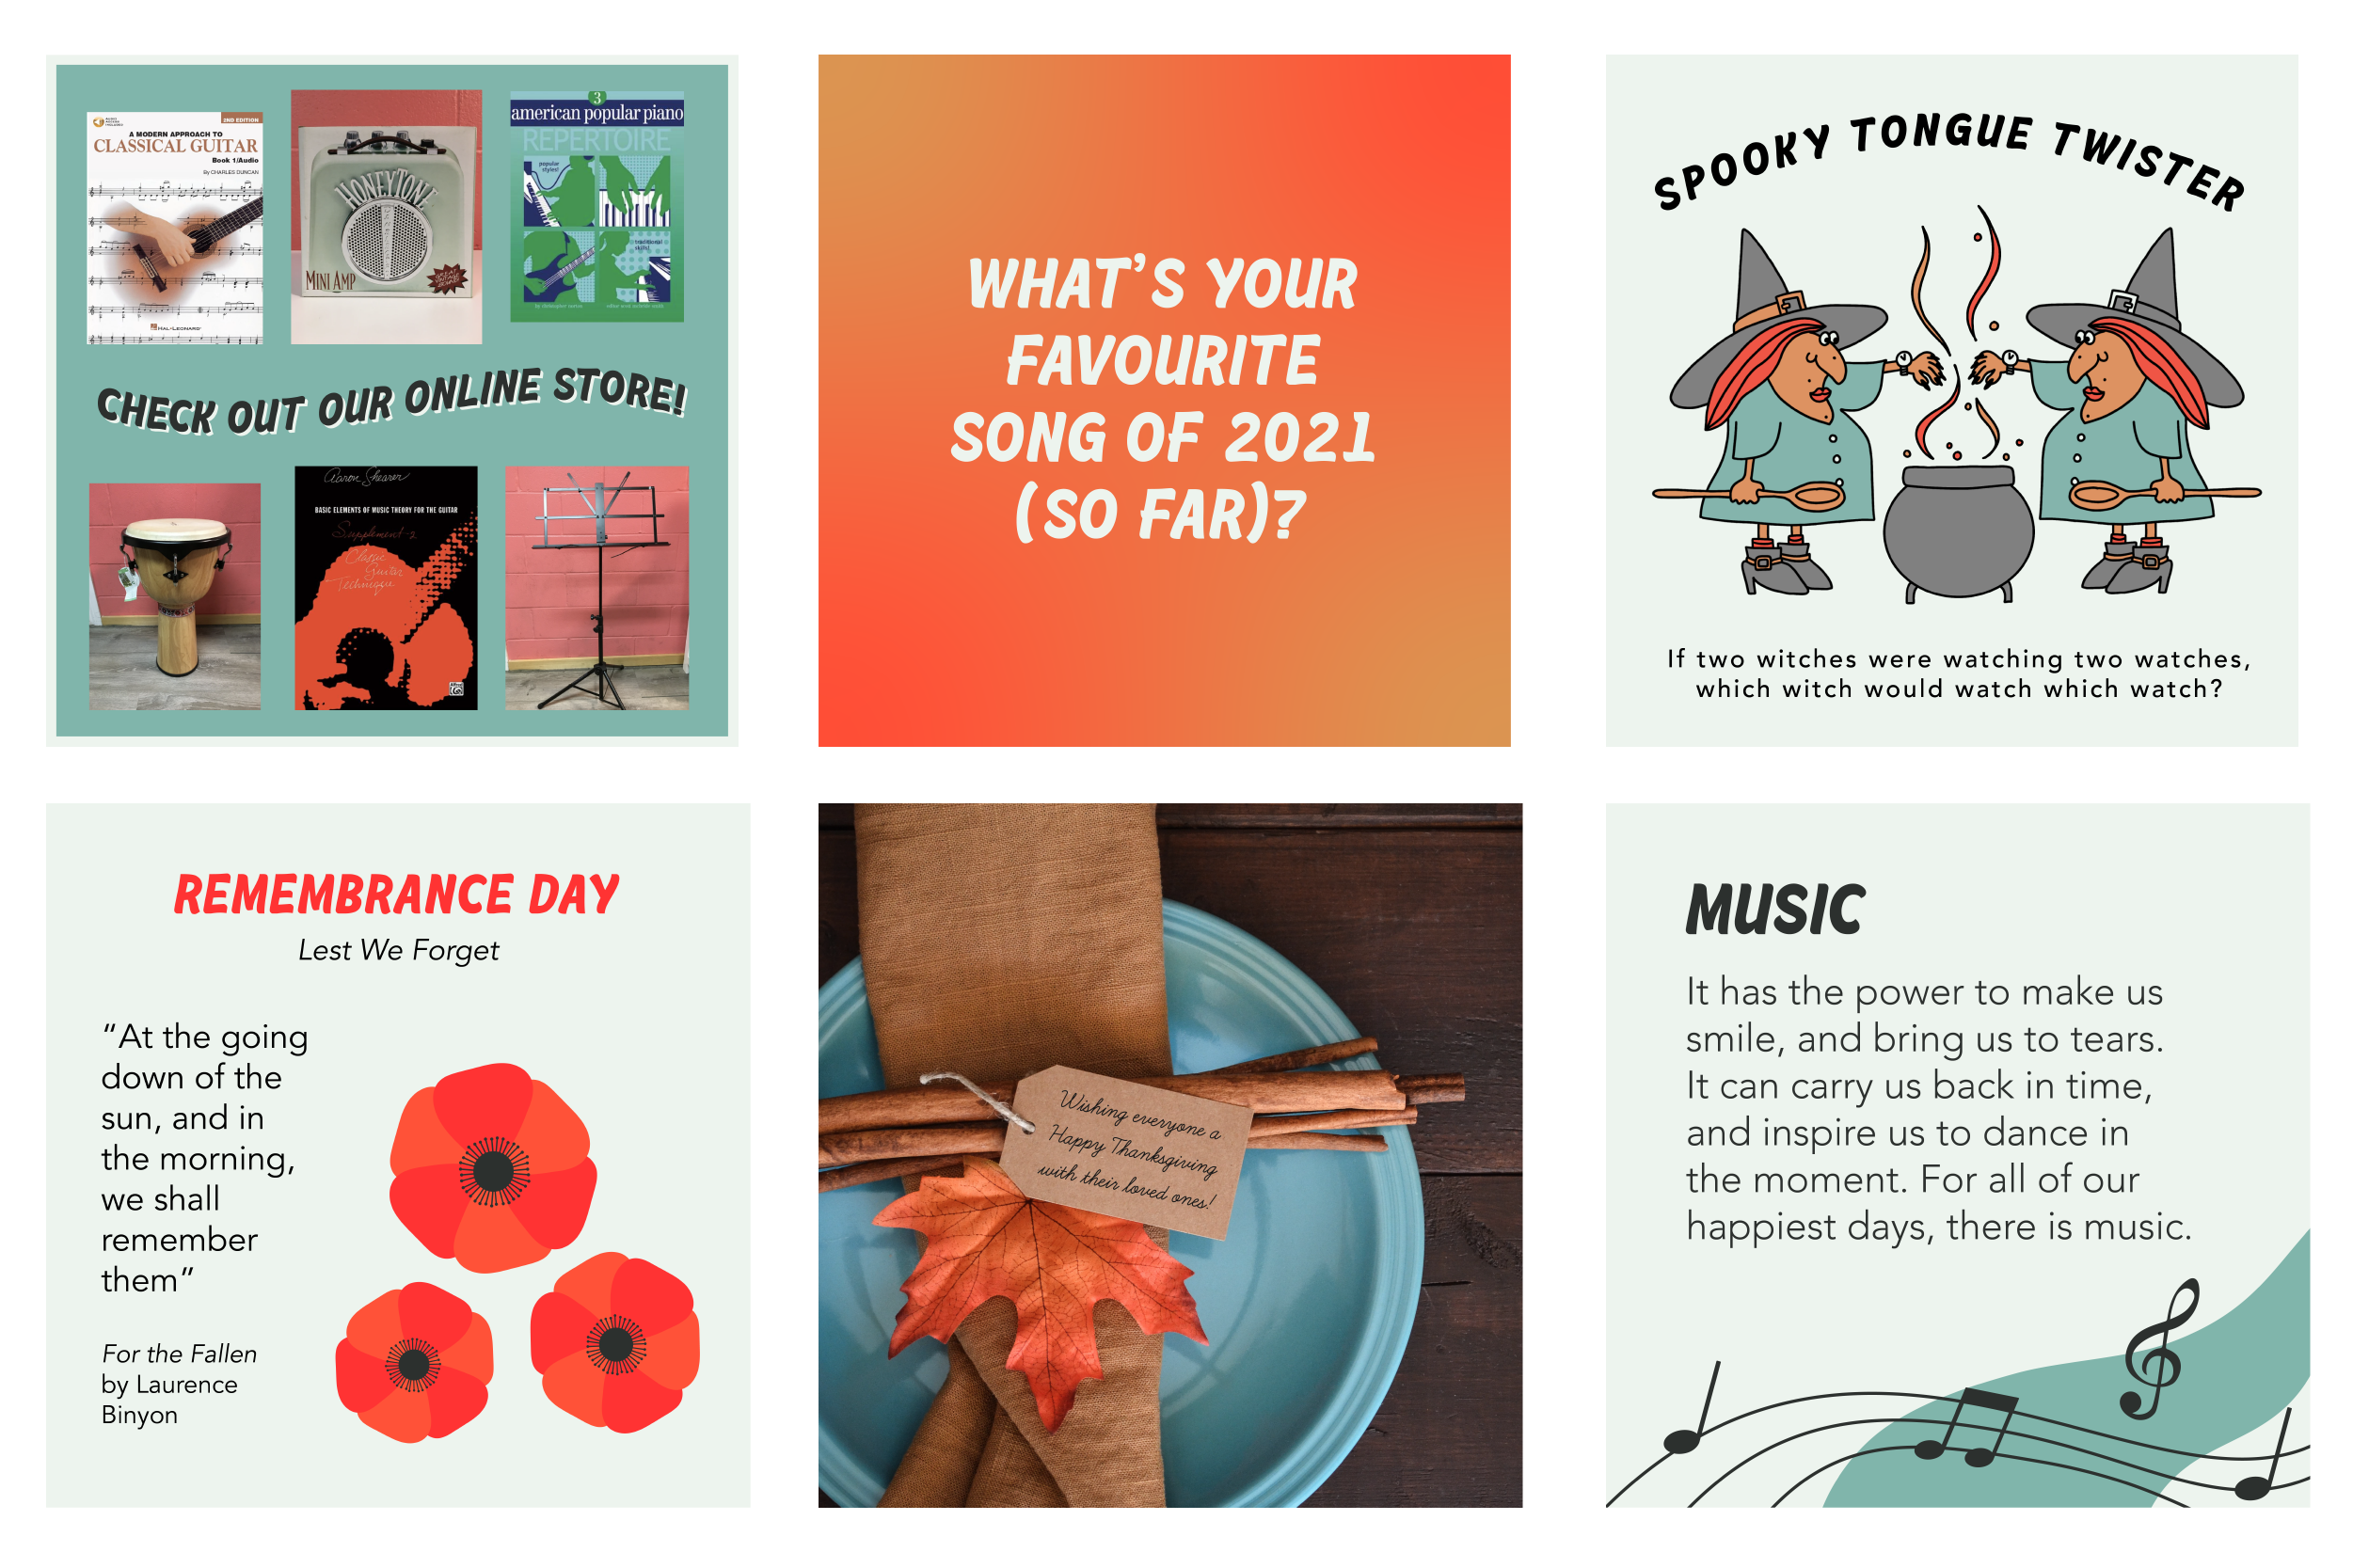 2ND EDITION
A MODERN APPROACH TO
CLASSICAL GUITAR
Book 1/Audio
By CHARLES DUNCAN
HAL•LEONARD
HONEYTONE
MINI AMP
3
american popular piano
REPERTOIRE
popular
styles!
traditional
skills!
CHECK OUT OUR ONLINE STORE!
Aaron Shearer
BASIC ELEMENTS OF MUSIC THEORY FOR THE GUITAR
Supplement 2
Classic
Guitar
Technique
WHAT'S YOUR
FAVOURITE
SONG OF 2021
(SO FAR)?
SPOOKY TONGUE TWISTER
If two witches were watching two watches,
which witch would watch which watch?
REMEMBRANCE DAY
Lest We Forget
“At the going
down of the
sun, and in
the morning,
we shall
remember
them”
For the Fallen
by Laurence
Binyon
Wishing everyone a
Happy Thanksgiving
with their loved ones!
MUSIC
It has the power to make us
smile, and bring us to tears.
It can carry us back in time,
and inspire us to dance in
the moment. For all of our
happiest days, there is music.